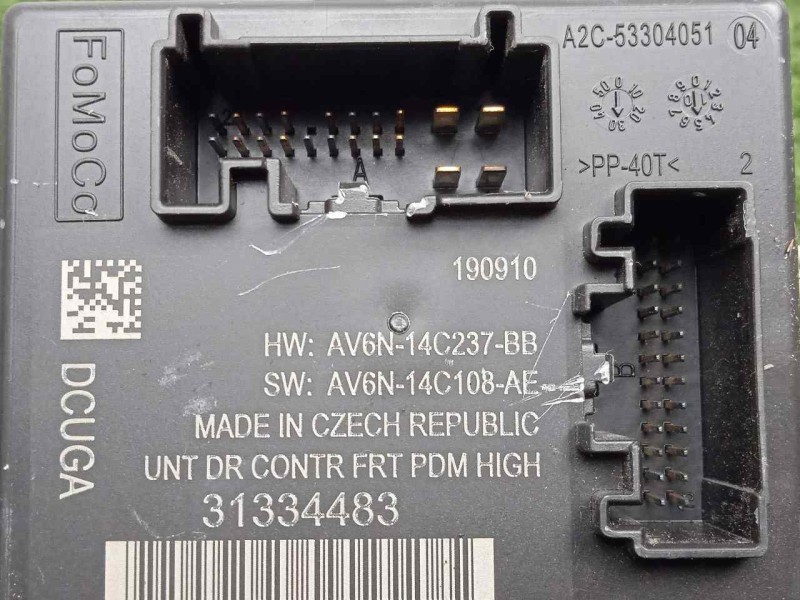 FoMoCo
A2C-53304051 04
>PP-40T< 2
A
190910
B
HW: AV6N-14C237-BB
SW: AV6N-14C108-AE
MADE IN CZECH REPUBLIC
UNT DR CONTR FRT PDM HIGH
31334483
DCUGA